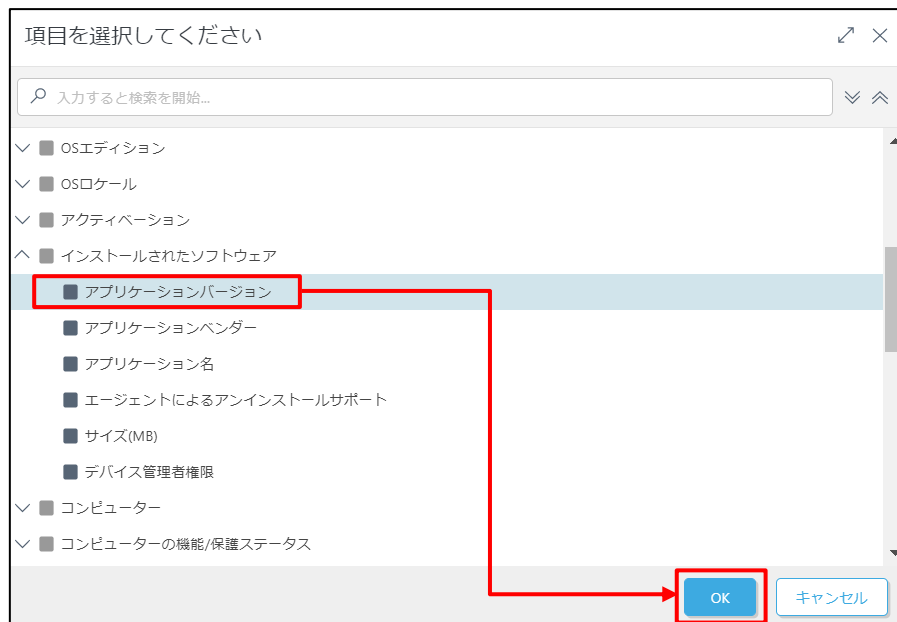 項目を選択してください
入力すると検索を開始...
OSエディション
OSロケール
アクティベーション
インストールされたソフトウェア
アプリケーションバージョン
アプリケーションベンダー
アプリケーション名
エージェントによるアンインストールサポート
サイズ(MB)
デバイス管理者権限
コンピューター
コンピューターの機能/保護ステータス
OK キャンセル